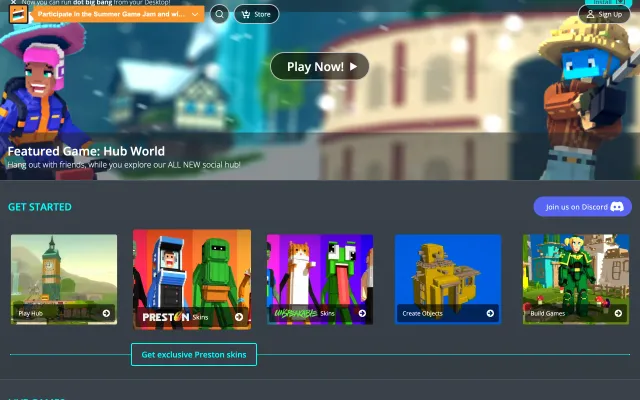 Now you can run dot big bang from your Desktop!
Install
Participate in the Summer Game Jam and wi...
Store
Sign Up
Play Now!
Featured Game: Hub World
Hang out with friends, while you explore our ALL NEW social hub!
GET STARTED
Join us on Discord
Play Hub
PRESTON Skins
UNSPEAKABLE Skins
Create Objects
Build Games
Get exclusive Preston skins